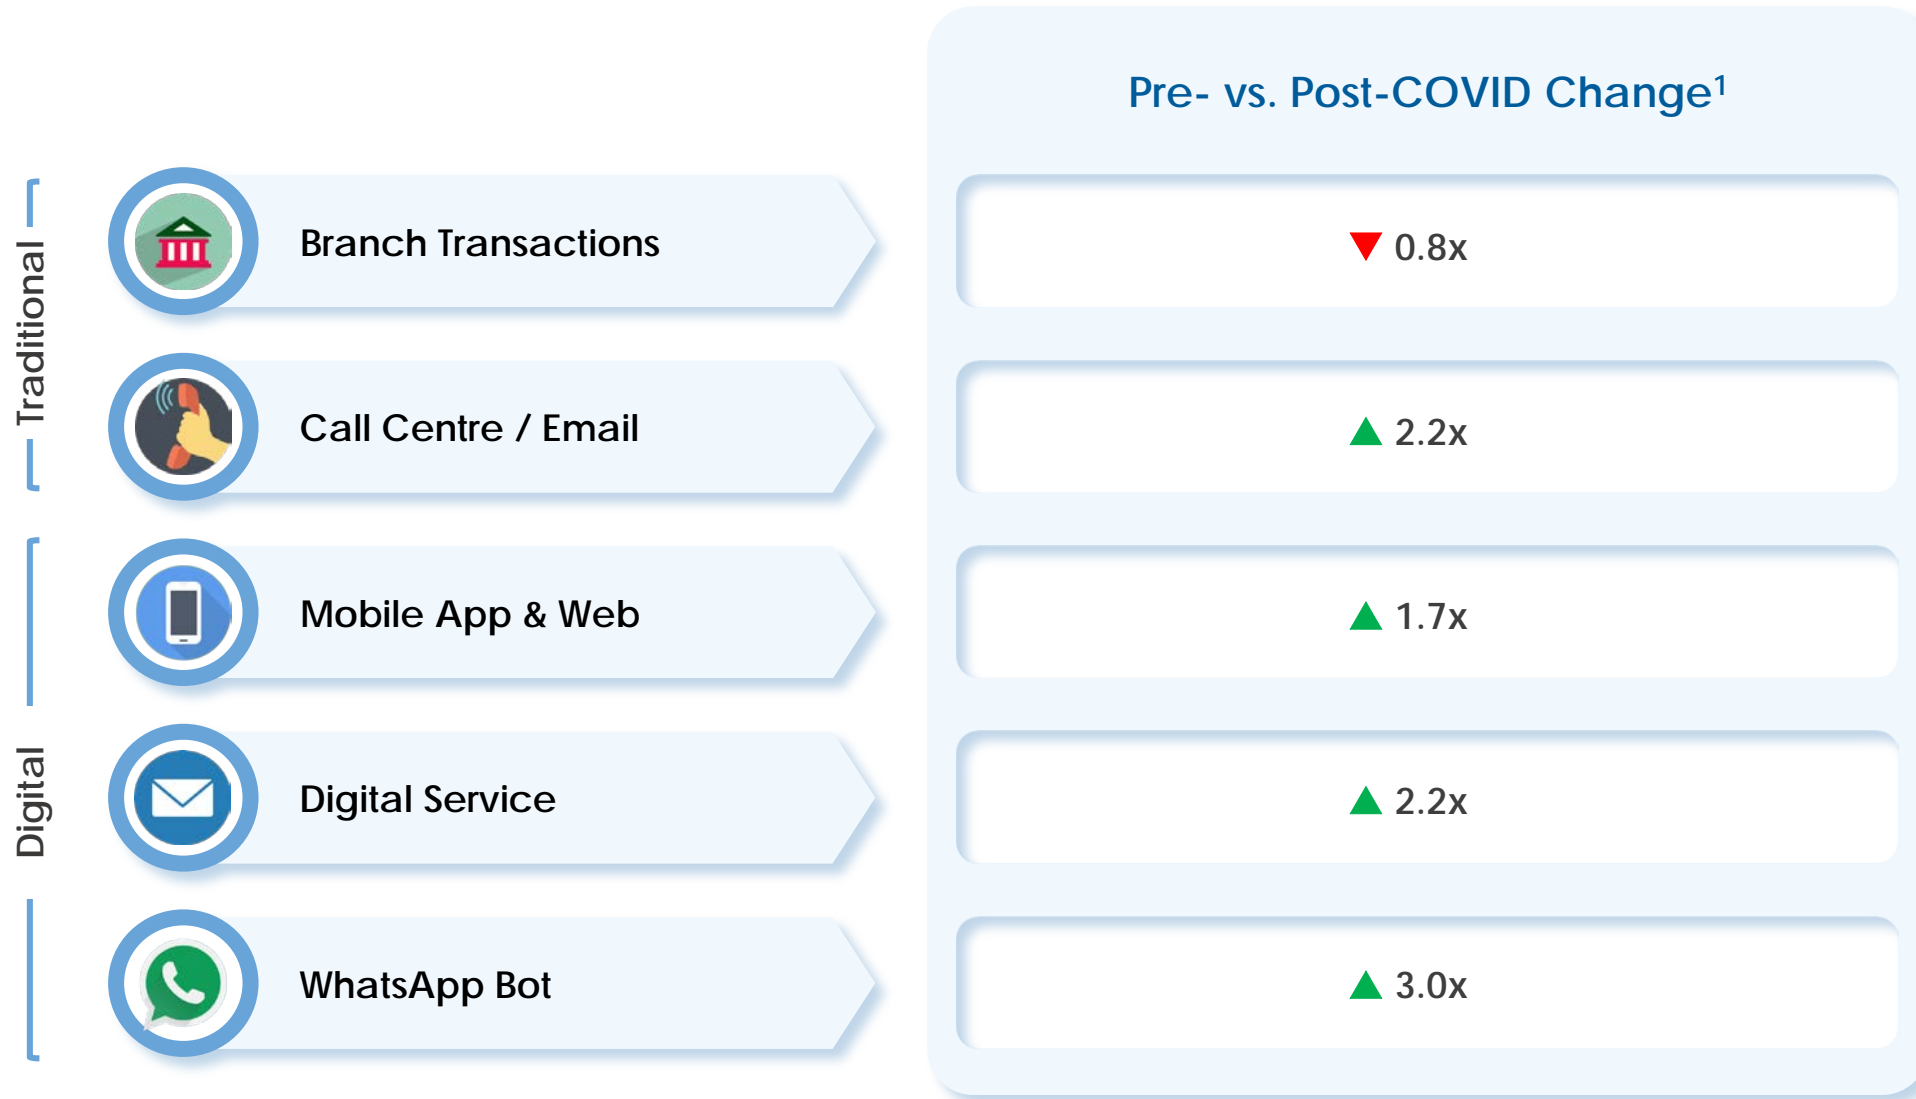 Pre- vs. Post-COVID Change¹
Traditional
Branch Transactions
▼ 0.8x
Call Centre / Email
▲ 2.2x
Digital
Mobile App & Web
▲ 1.7x
Digital Service
▲ 2.2x
WhatsApp Bot
▲ 3.0x